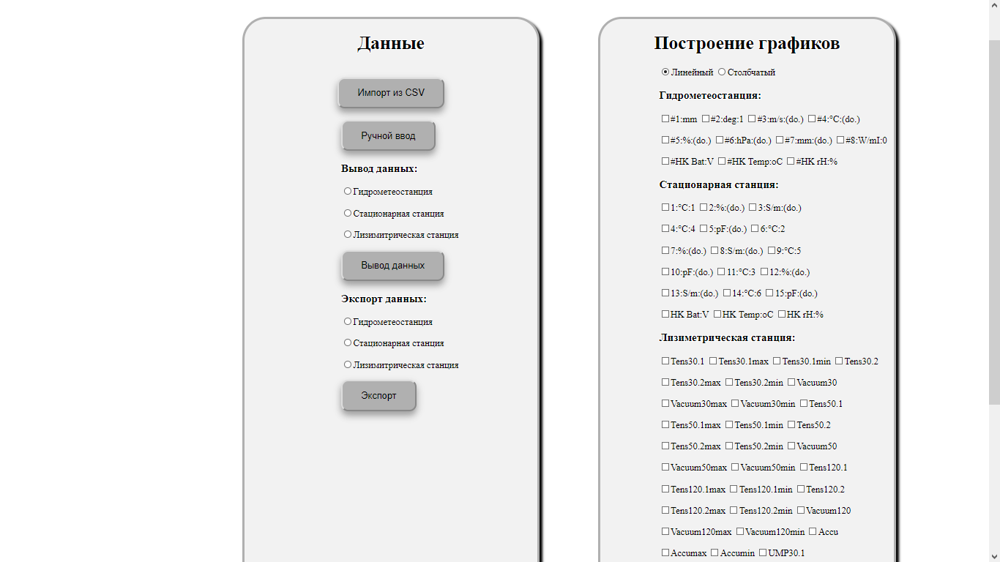 Данные
Импорт из CSV
Ручной ввод
Вывод данных:
Гидрометеостанция
Стационарная станция
Лизимитрическая станция
Вывод данных
Экспорт данных:
Гидрометеостанция
Стационарная станция
Лизимитрическая станция
Экспорт
Построение графиков
Линейный Столбчатый
Гидрометеостанция:
#1:mm #2:deg:1 #3:m/s:(do.) #4:°C:(do.)
#5:%:(do.) #6:hPa:(do.) #7:mm:(do.) #8:W/mI:0
#HK Bat:V #HK Temp:oC #HK rH:%
Стационарная станция:
1:°C:1 2:%:(do.) 3:S/m:(do.)
4:°C:4 5:pF:(do.) 6:°C:2
7:%:(do.) 8:S/m:(do.) 9:°C:5
10:pF:(do.) 11:°C:3 12:%:(do.)
13:S/m:(do.) 14:°C:6 15:pF:(do.)
HK Bat:V HK Temp:oC HK rH:%
Лизиметрическая станция:
Tens30.1 Tens30.1max Tens30.1min Tens30.2
Tens30.2max Tens30.2min Vacuum30
Vacuum30max Vacuum30min Tens50.1
Tens50.1max Tens50.1min Tens50.2
Tens50.2max Tens50.2min Vacuum50
Vacuum50max Vacuum50min Tens120.1
Tens120.1max Tens120.1min Tens120.2
Tens120.2max Tens120.2min Vacuum120
Vacuum120max Vacuum120min Accu
Accumax Accumin UMP30.1